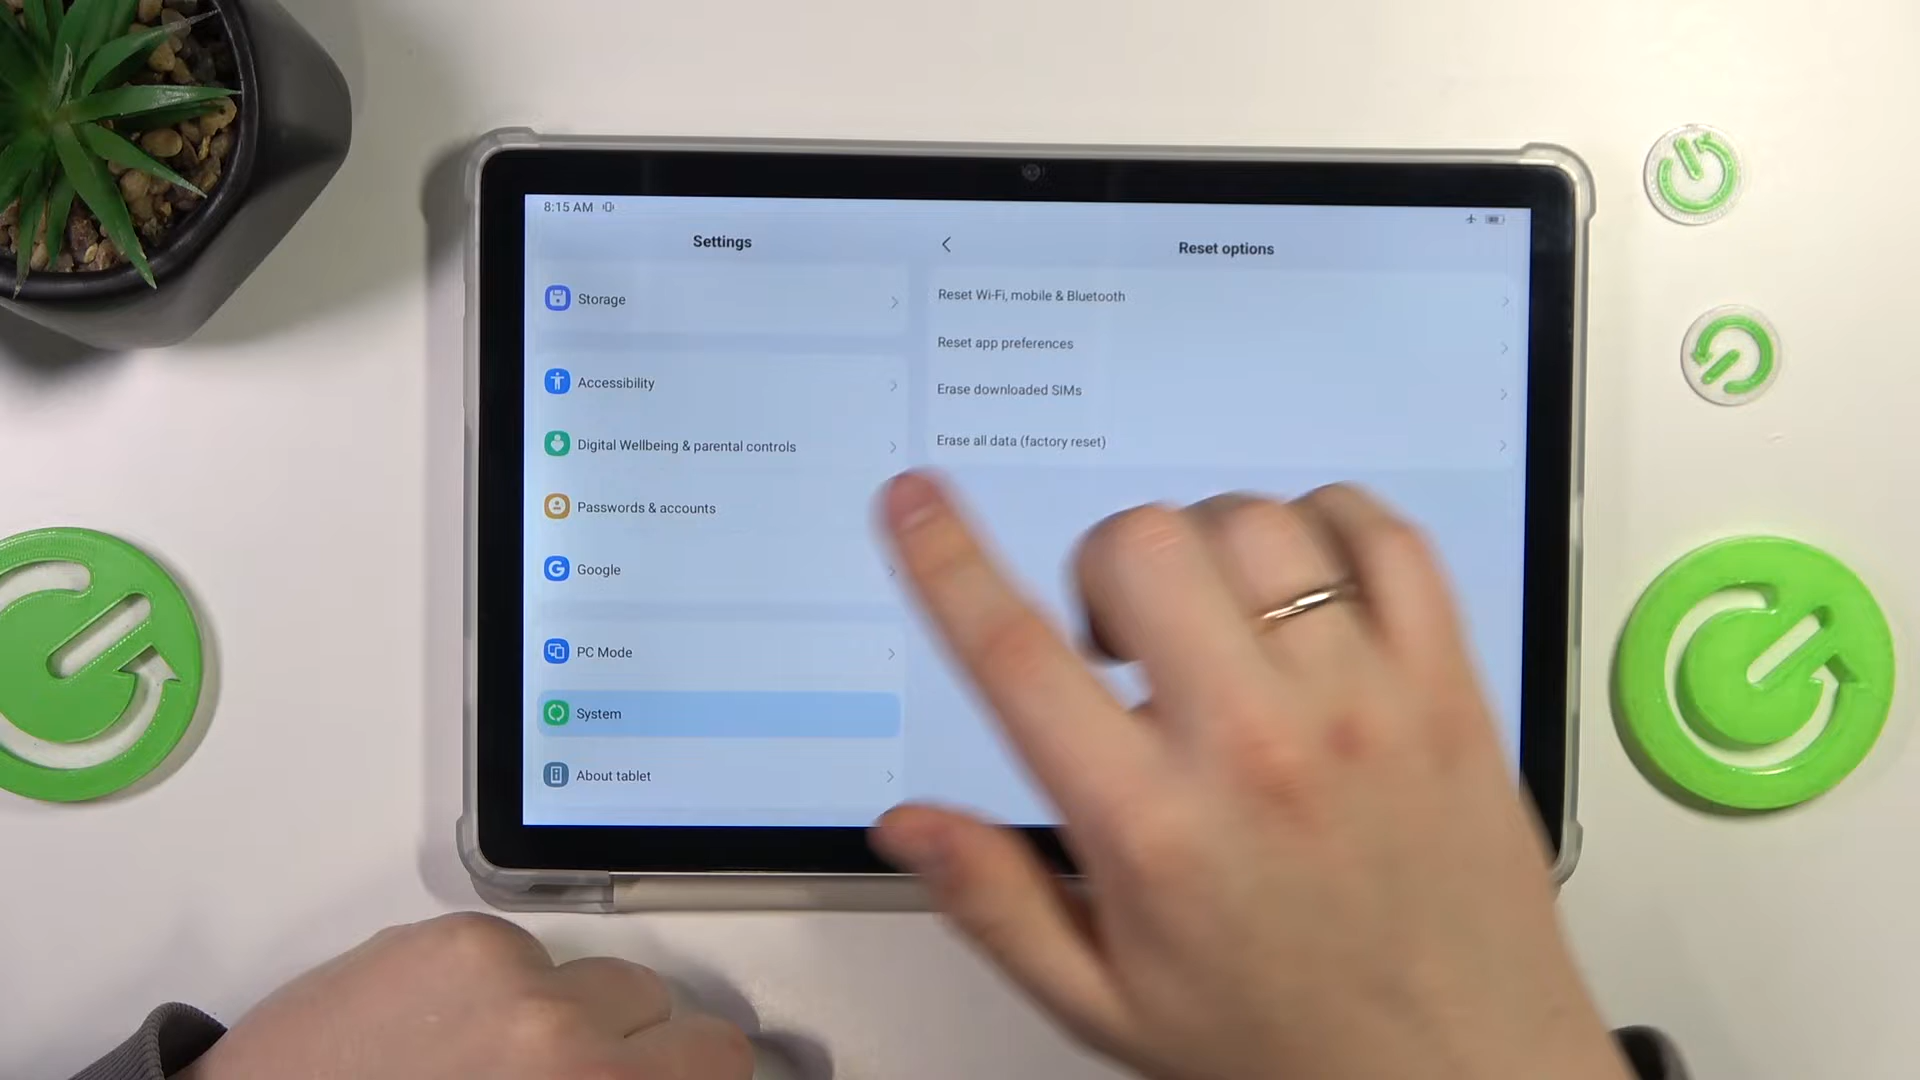 8:15 AM
Settings
Storage
Accessibility
Digital Wellbeing & parental controls
Passwords & accounts
Google
PC Mode
System
About tablet
Reset options
Reset Wi-Fi, mobile & Bluetooth
Reset app preferences
Erase downloaded SIMs
Erase all data (factory reset)